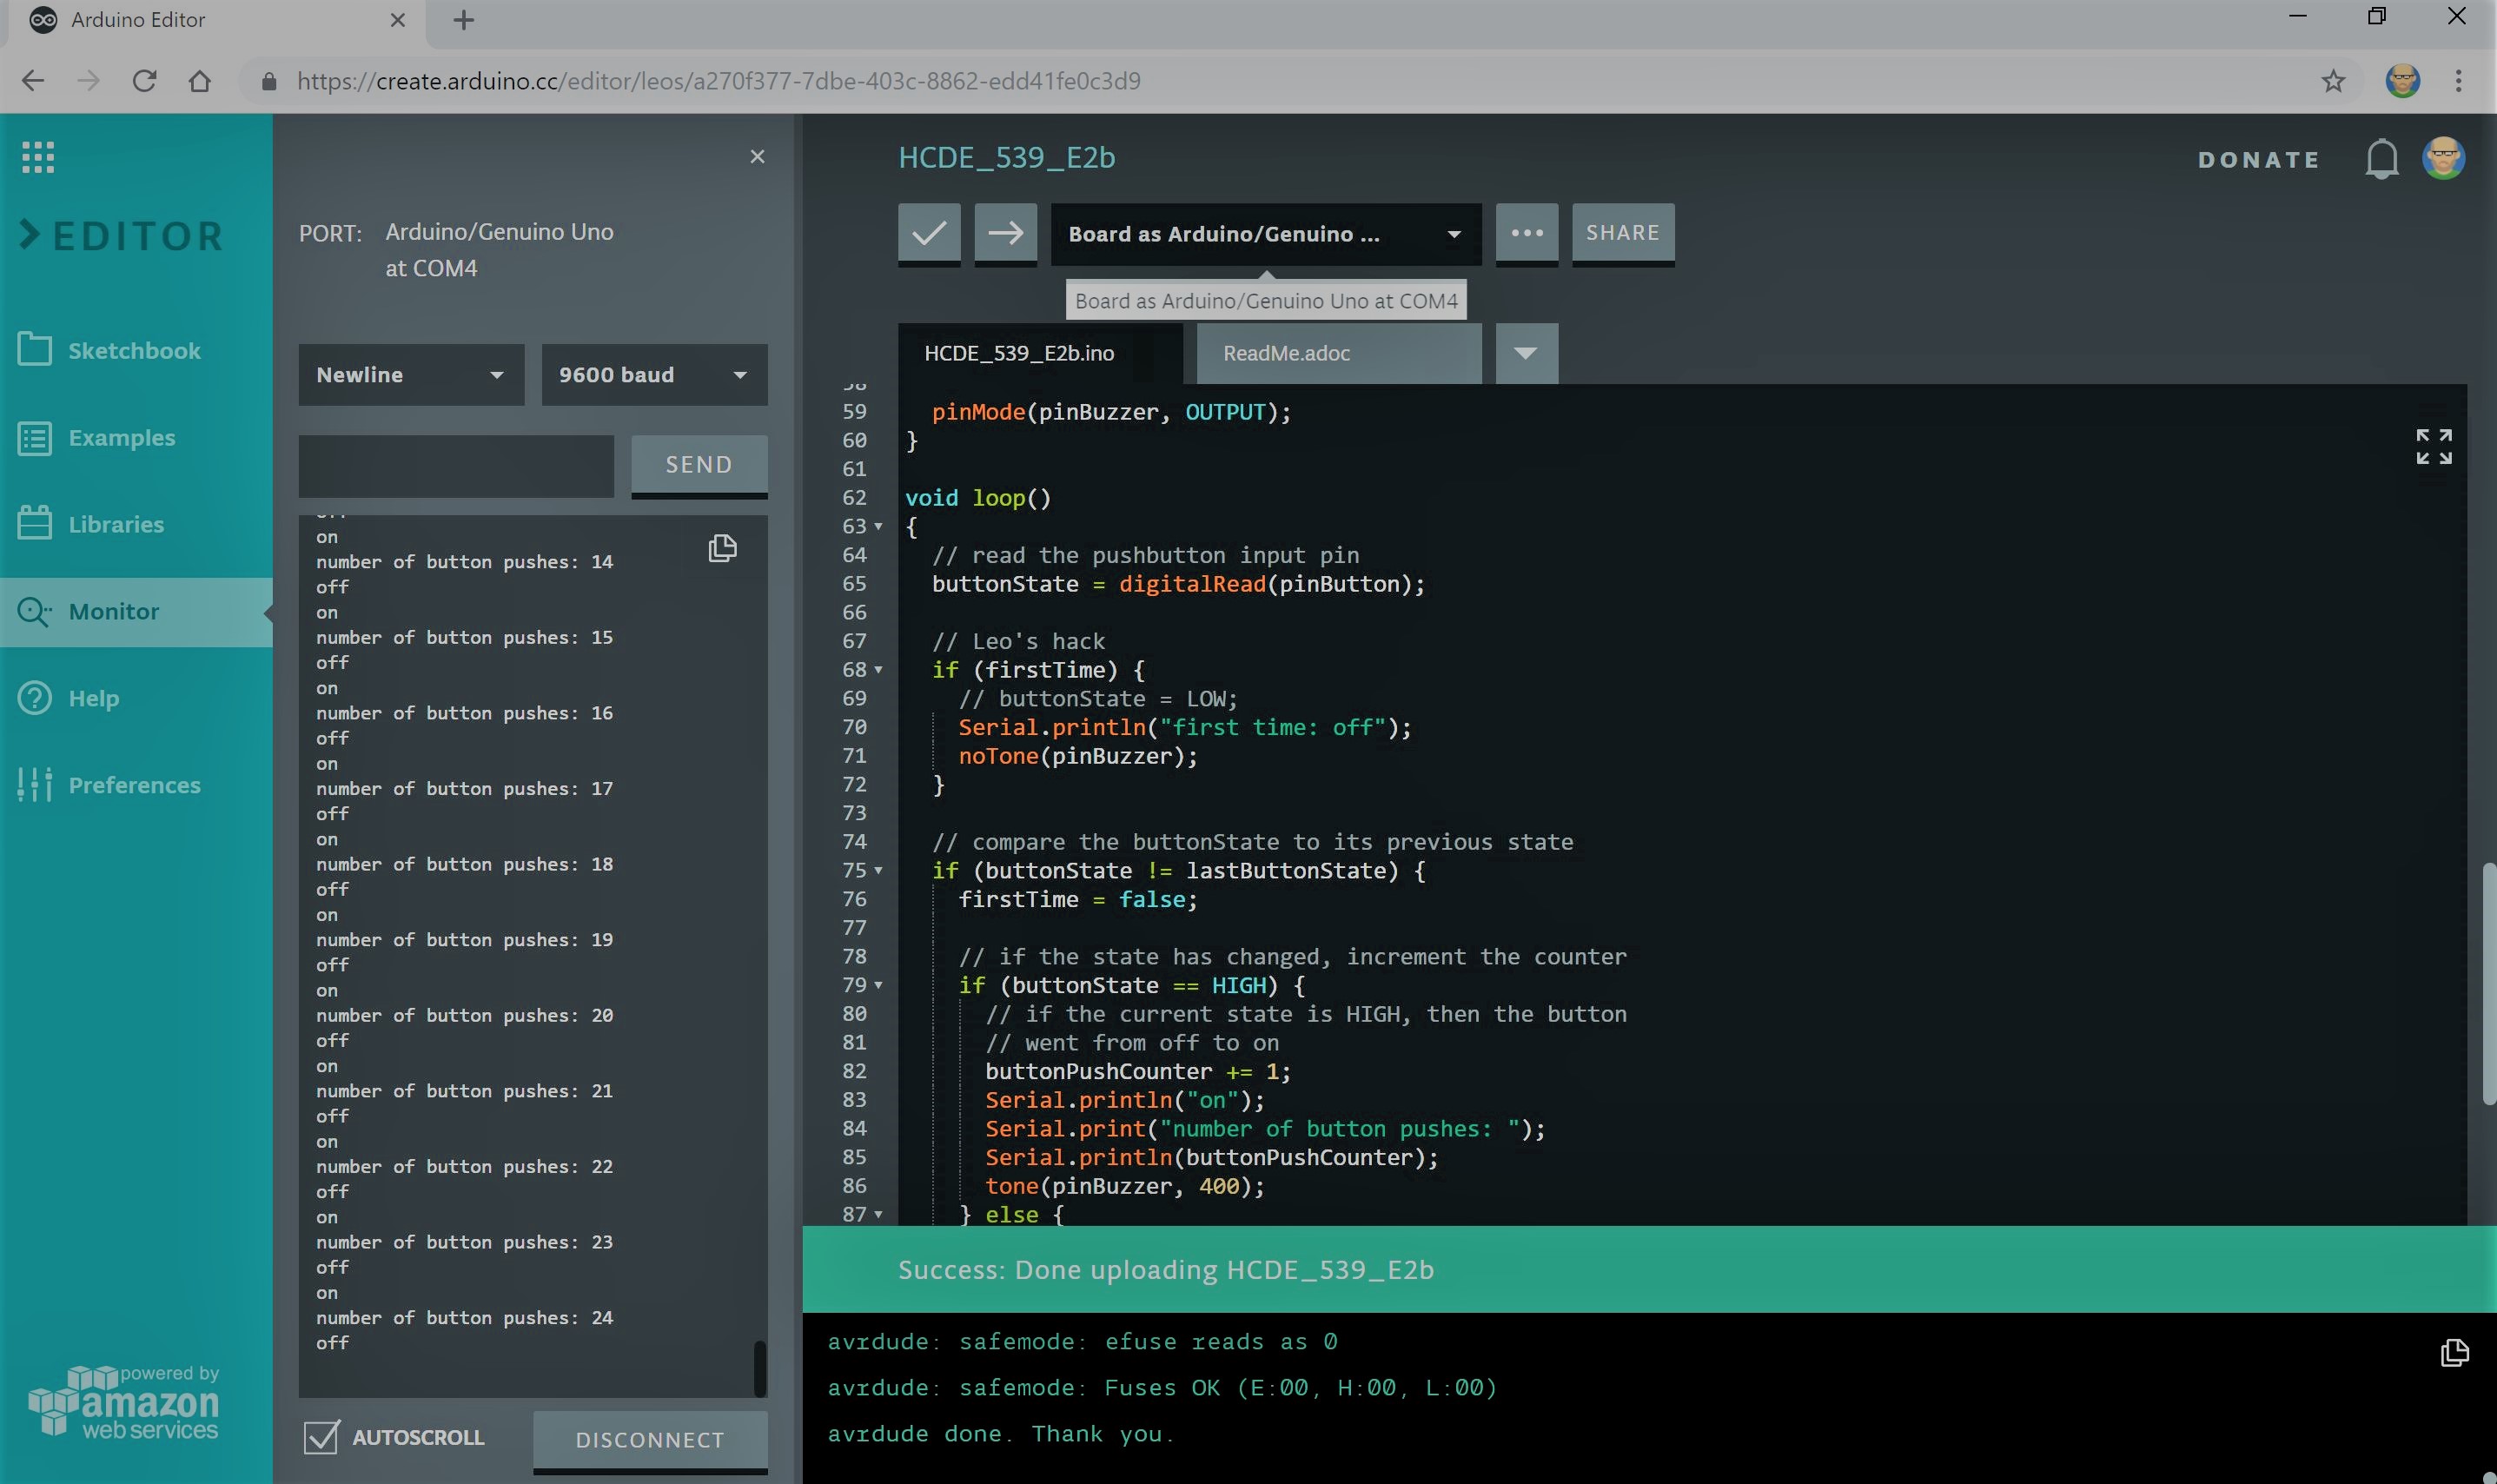 Arduino Editor
https://create.arduino.cc/editor/leos/a270f377-7dbe-403c-8862-edd41fe0c3d9
EDITOR
Sketchbook
Examples
Libraries
Monitor
Help
Preferences
powered by
amazon
web services
PORT: Arduino/Genuino Uno
at COM4
Newline
9600 baud
SEND
on
number of button pushes: 14
off
on
number of button pushes: 15
off
on
number of button pushes: 16
off
on
number of button pushes: 17
off
on
number of button pushes: 18
off
on
number of button pushes: 19
off
on
number of button pushes: 20
off
on
number of button pushes: 21
off
on
number of button pushes: 22
off
on
number of button pushes: 23
off
on
number of button pushes: 24
off
AUTOSCROLL
DISCONNECT
HCDE_539_E2b
DONATE
Board as Arduino/Genuino ...
SHARE
Board as Arduino/Genuino Uno at COM4
HCDE_539_E2b.ino
ReadMe.adoc
59 pinMode(pinBuzzer, OUTPUT);
60 }
61
62 void loop()
63 {
64 // read the pushbutton input pin
65 buttonState = digitalRead(pinButton);
66
67 // Leo's hack
68 if (firstTime) {
69 // buttonState = LOW;
70 Serial.println("first time: off");
71 noTone(pinBuzzer);
72 }
73
74 // compare the buttonState to its previous state
75 if (buttonState != lastButtonState) {
76 firstTime = false;
77
78 // if the state has changed, increment the counter
79 if (buttonState == HIGH) {
80 // if the current state is HIGH, then the button
81 // went from off to on
82 buttonPushCounter += 1;
83 Serial.println("on");
84 Serial.print("number of button pushes: ");
85 Serial.println(buttonPushCounter);
86 tone(pinBuzzer, 400);
87 } else {
Success: Done uploading HCDE_539_E2b
avrdude: safemode: efuse reads as 0
avrdude: safemode: Fuses OK (E:00, H:00, L:00)
avrdude done. Thank you.